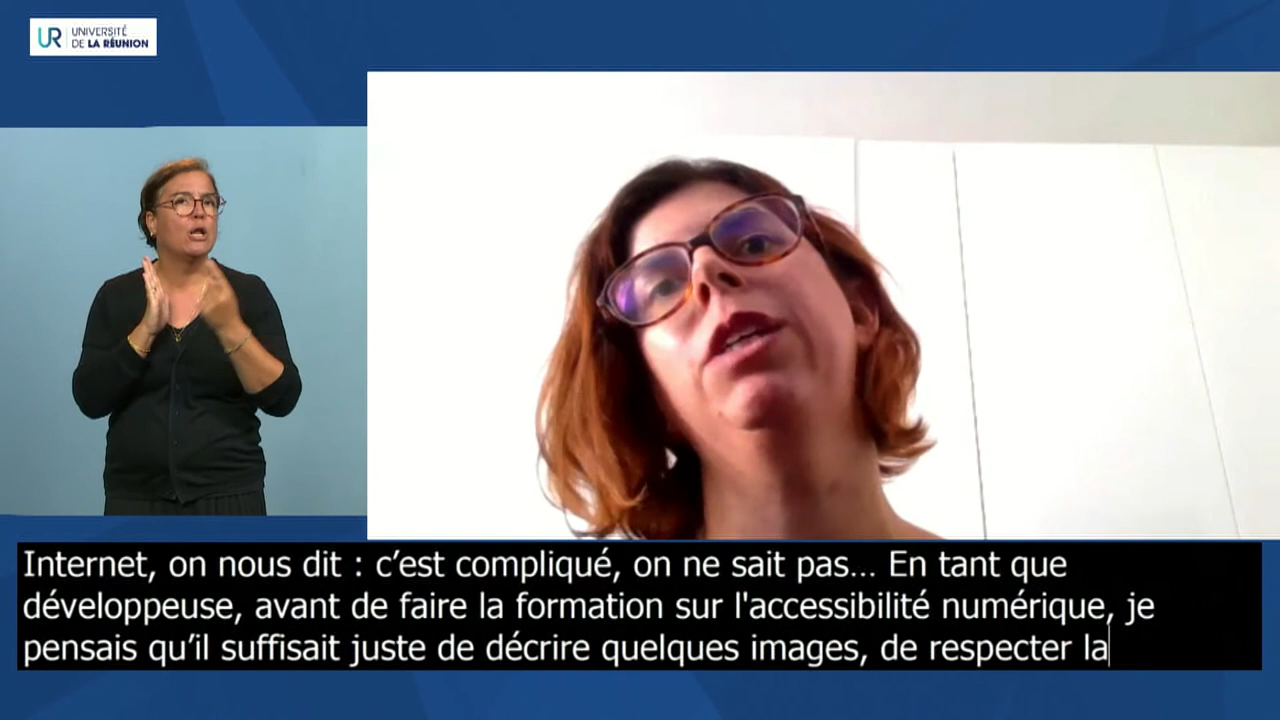 UR UNIVERSITÉ
DE LA RÉUNION
Internet, on nous dit : c’est compliqué, on ne sait pas… En tant que
développeuse, avant de faire la formation sur l'accessibilité numérique, je
pensais qu’il suffisait juste de décrire quelques images, de respecter la